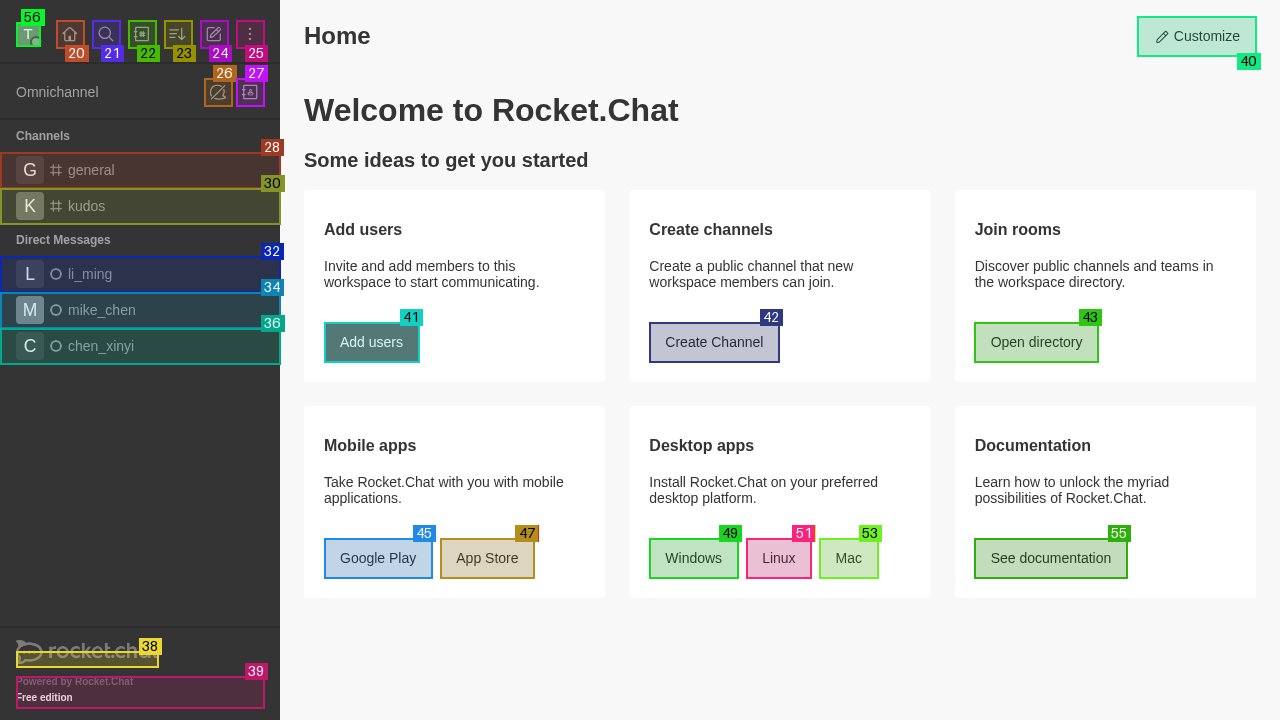 56
T
20
21
22
23
24
25
Home
Customize
40
Omnichannel
26
27
Welcome to Rocket.Chat
Channels
28
G general
30
K kudos
Some ideas to get you started
Direct Messages
32
L li_ming
34
M mike_chen
36
C chen_xinyi
Add users
Invite and add members to this
workspace to start communicating.
41
Add users
Create channels
Create a public channel that new
workspace members can join.
42
Create Channel
Join rooms
Discover public channels and teams in
the workspace directory.
43
Open directory
Mobile apps
Take Rocket.Chat with you with mobile
applications.
45
47
Google Play
App Store
Desktop apps
Install Rocket.Chat on your preferred
desktop platform.
49
51
53
Windows
Linux
Mac
Documentation
Learn how to unlock the myriad
possibilities of Rocket.Chat.
55
See documentation
38
rocket.chat
39
Powered by Rocket.Chat
Free edition